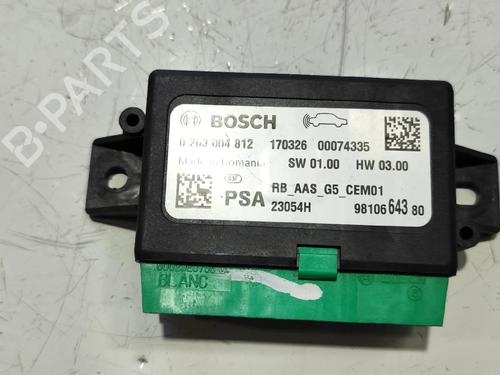 B-PARTS
BOSCH
0 263 004 812 170326 00074335
Made in Romania SW 01.00 HW 03.00
RB_AAS_G5_CEM01
PSA 23054H 98106 643 80
BLANC